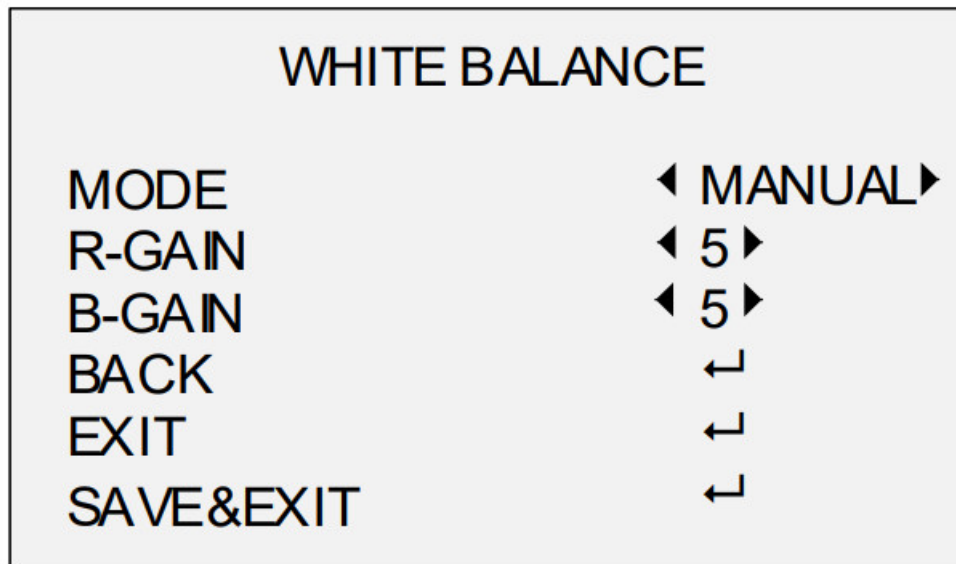 WHITE BALANCE
MODE ◀ MANUAL ▶
R-GAIN ◀ 5 ▶
B-GAIN ◀ 5 ▶
BACK ↵
EXIT ↵
SAVE&EXIT ↵